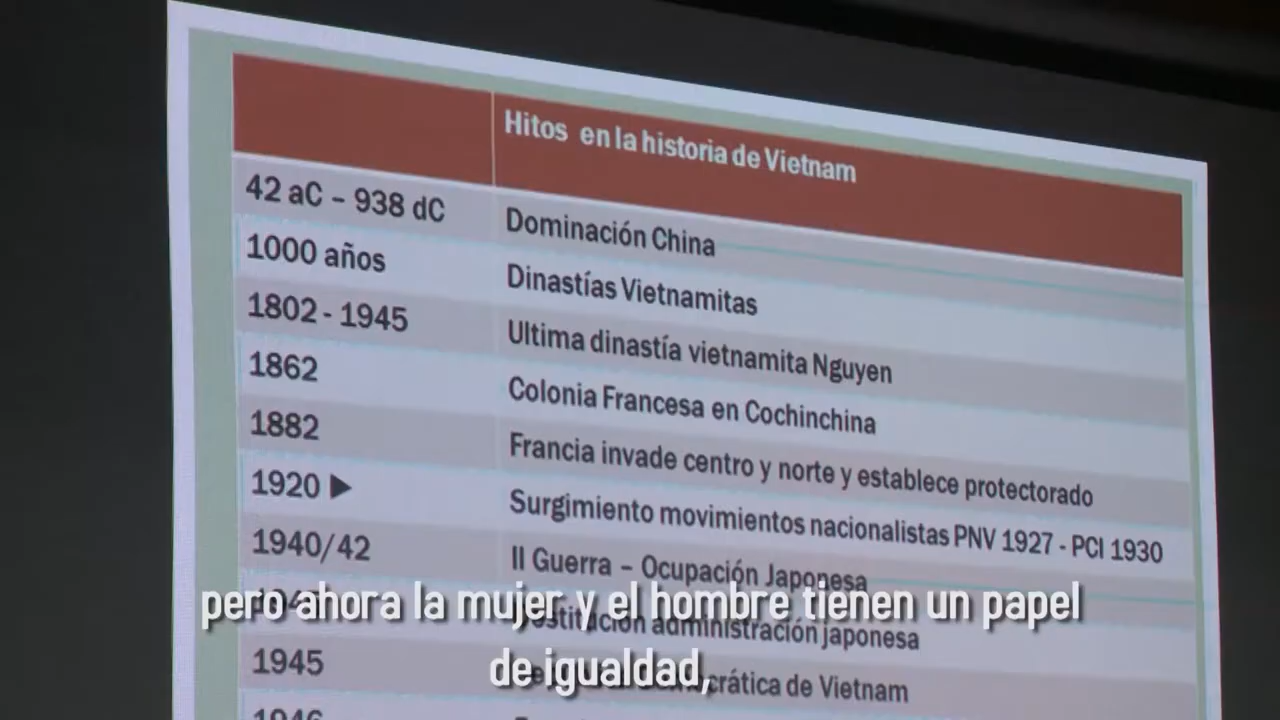 Hitos en la historia de Vietnam
42 aC – 938 dC Dominación China
1000 años Dinastías Vietnamitas
1802 - 1945 Ultima dinastía vietnamita Nguyen
1862 Colonia Francesa en Cochinchina
1882 Francia invade centro y norte y establece protectorado
1920 ▶ Surgimiento movimientos nacionalistas PNV 1927 - PCI 1930
1940/42 II Guerra – Ocupación Japonesa
administración japonesa
1945 de Vietnam
pero ahora la mujer y el hombre tienen un papel
de igualdad,